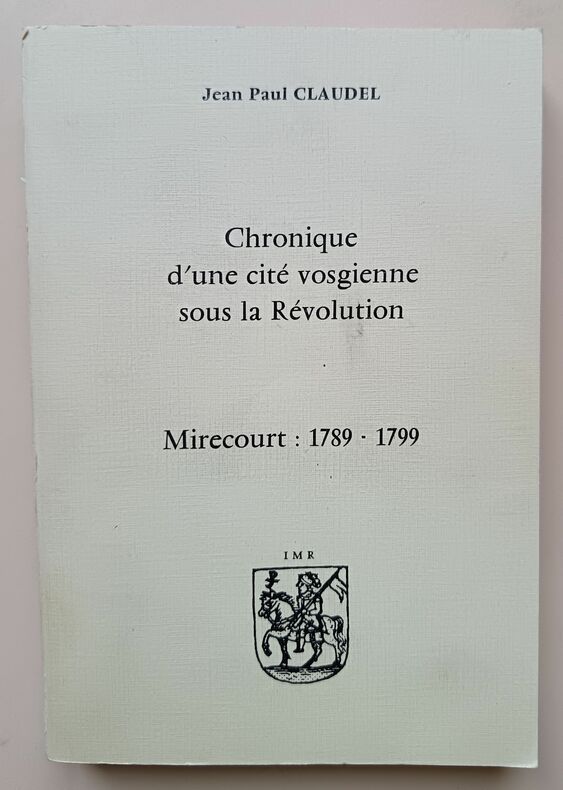 Jean Paul CLAUDEL
Chronique
d'une cité vosgienne
sous la Révolution
Mirecourt : 1789 - 1799
IMR